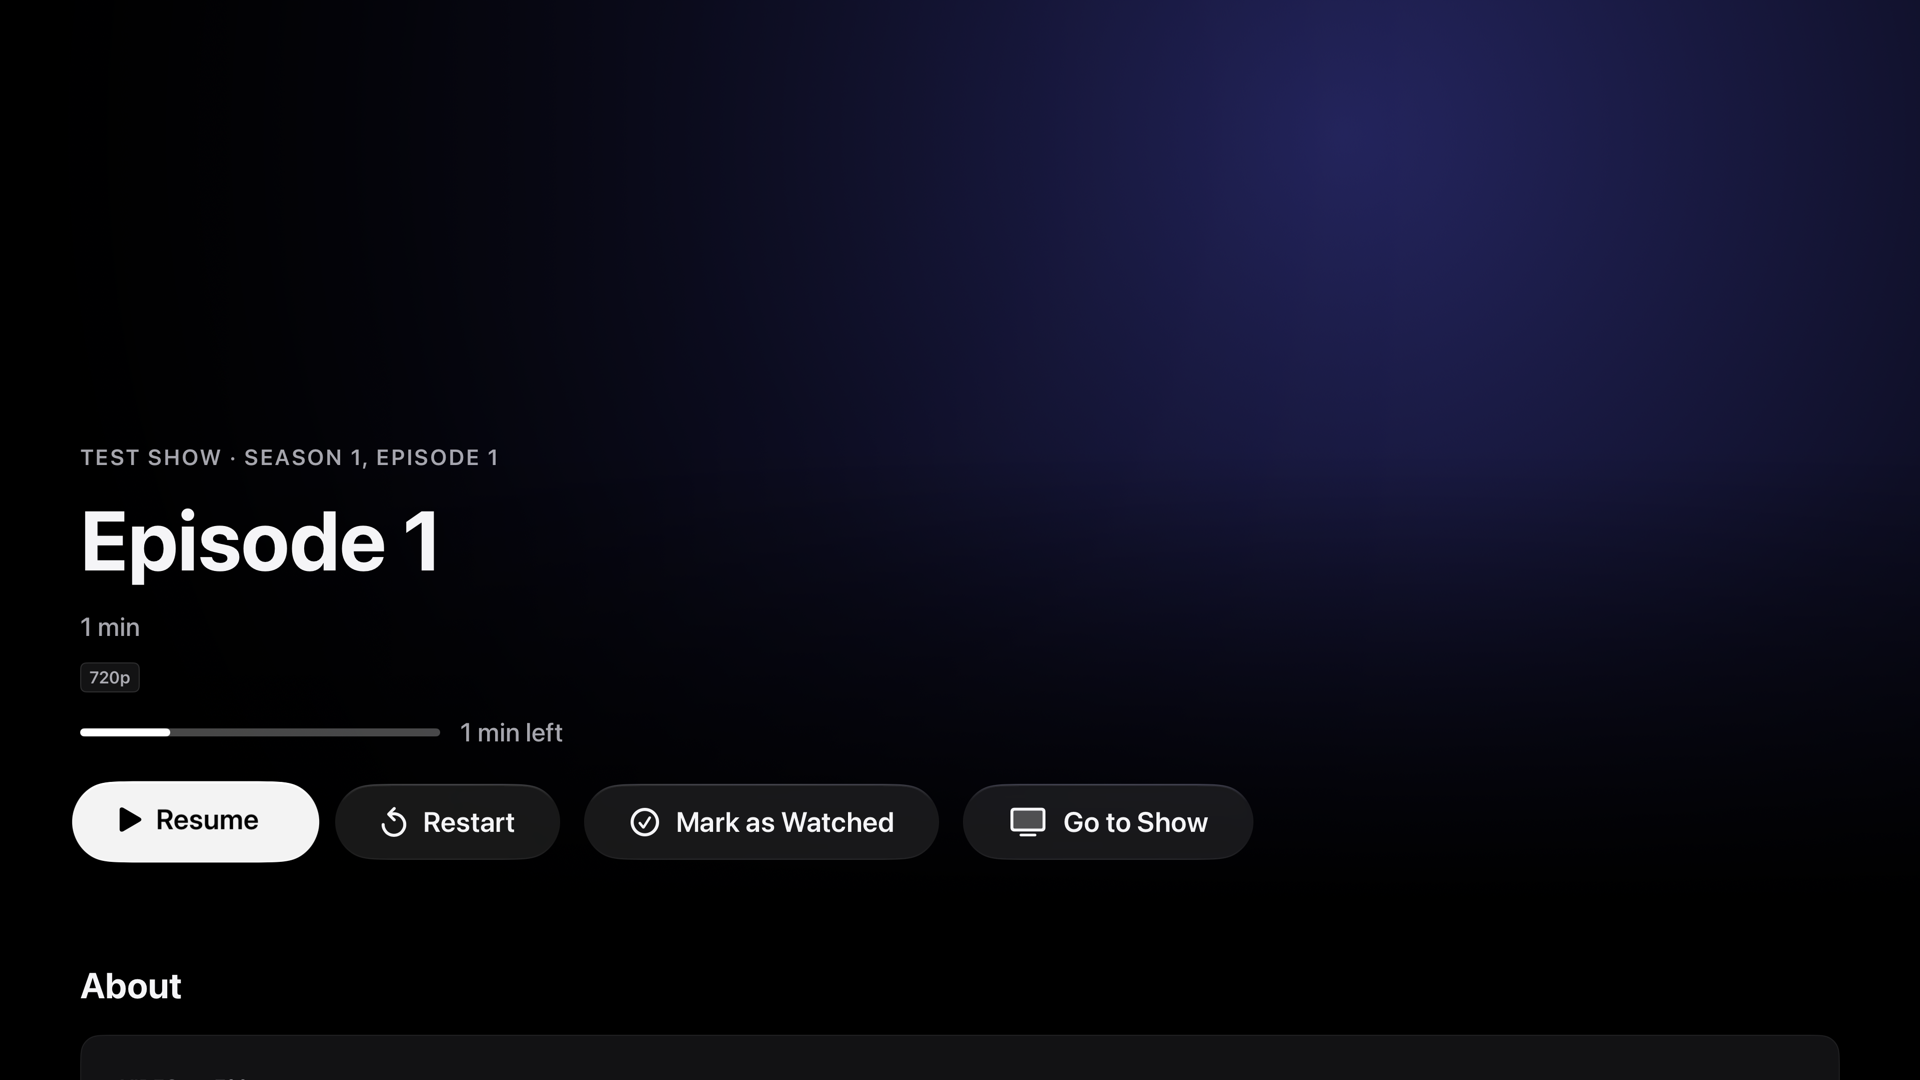 TEST SHOW · SEASON 1, EPISODE 1
Episode 1
1 min
720p
1 min left
Resume
Restart
Mark as Watched
Go to Show
About